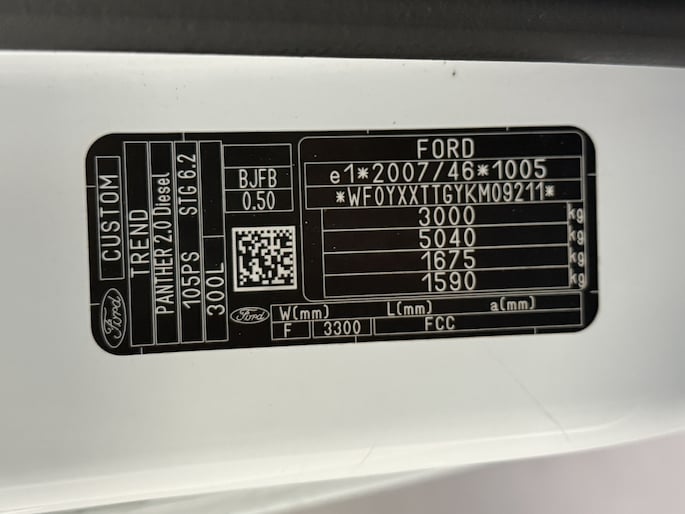 Ford
CUSTOM
TREND
PANTHER 2.0 Diesel
105PS STG 6.2
300L
BJFB
0.50
Ford
FORD
e1*2007/46*1005
*WF0YXXTTGYKM09211*
3000 kg
5040 kg
1675 kg
1590 kg
W(mm) L(mm) a(mm)
F 3300 FCC